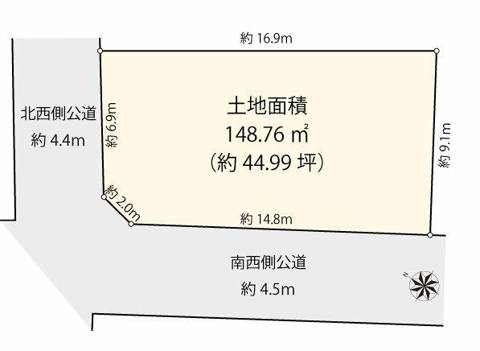 約 16.9m
北西側公道
約 4.4m
約 6.9m
土地面積
148.76 ㎡
（約 44.99 坪）
約 9.1m
約 2.0m
約 14.8m
南西側公道
約 4.5m
N